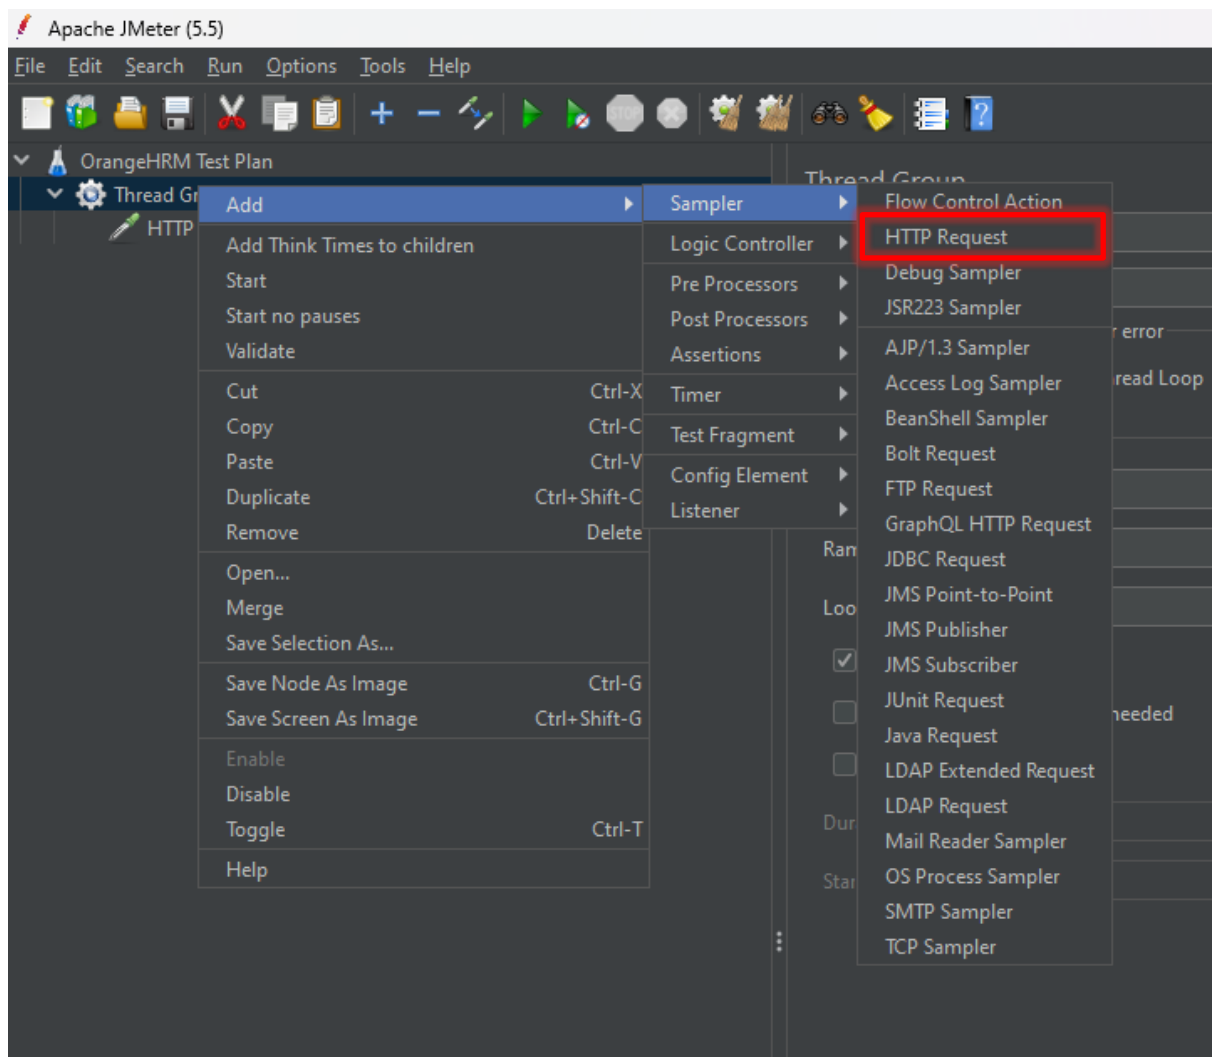 Apache JMeter (5.5)
File Edit Search Run Options Tools Help
STOP
OrangeHRM Test Plan
Thread Gr
HTTP
Add
Add Think Times to children
Start
Start no pauses
Validate
Cut Ctrl-X
Copy Ctrl-C
Paste Ctrl-V
Duplicate Ctrl+Shift-C
Remove Delete
Open...
Merge
Save Selection As...
Save Node As Image Ctrl-G
Save Screen As Image Ctrl+Shift-G
Enable
Disable
Toggle Ctrl-T
Help
Sampler
Logic Controller
Pre Processors
Post Processors
Assertions
Timer
Test Fragment
Config Element
Listener
Thread Group
Flow Control Action
HTTP Request
Debug Sampler
JSR223 Sampler
AJP/1.3 Sampler
Access Log Sampler
BeanShell Sampler
Bolt Request
FTP Request
GraphQL HTTP Request
JDBC Request
JMS Point-to-Point
JMS Publisher
JMS Subscriber
JUnit Request
Java Request
LDAP Extended Request
LDAP Request
Mail Reader Sampler
OS Process Sampler
SMTP Sampler
TCP Sampler
r error
read Loop
Ram
Loo
needed
Dur
Star